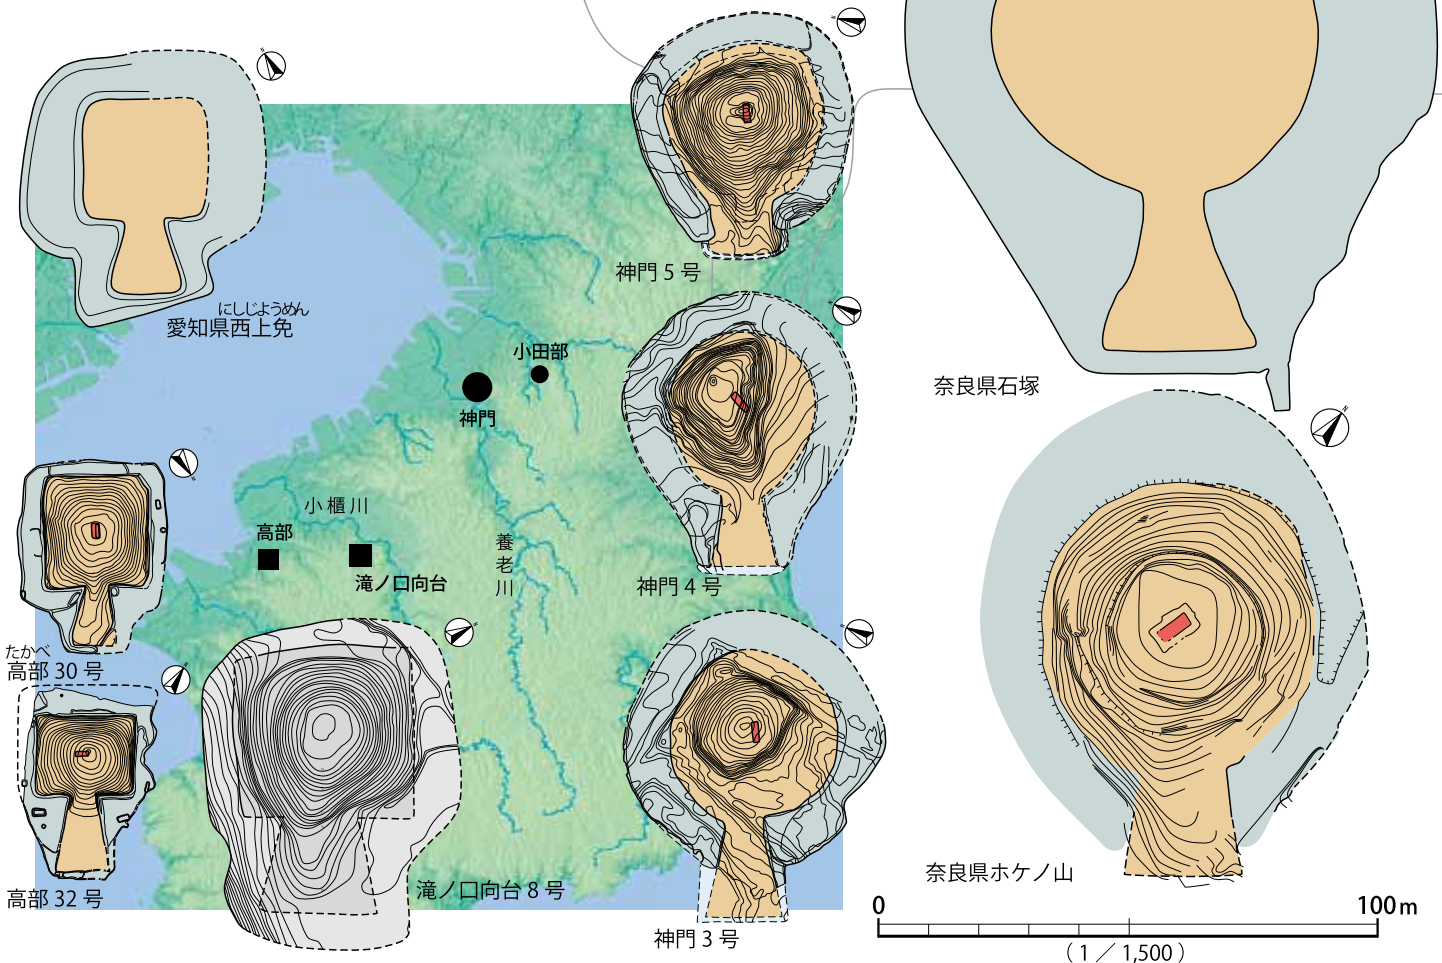 神門 5 号
にしじようめん
愛知県西上免
小田部
神門
奈良県石塚
小櫃川
高部
養老川
滝ノ口向台
神門 4 号
たかべ
高部 30 号
高部 32 号
滝ノ口向台 8 号
神門 3 号
奈良県ホケノ山
0 100m
（1 ／ 1,500 ）